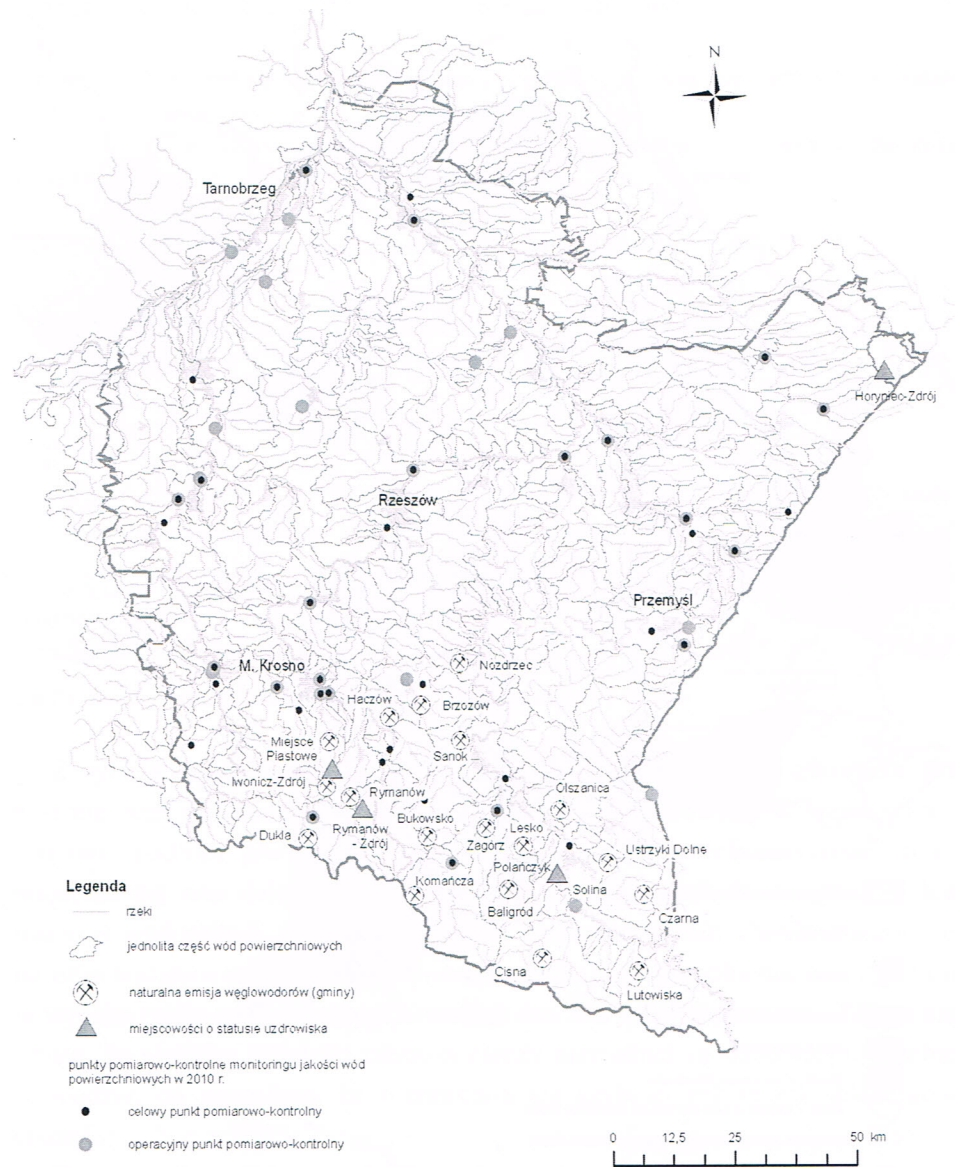 N
Tarnobrzeg
Horyniec-Zdrój
Rzeszów
Przemyśl
M. Krosno
Nozdrzec
Haczów
Brzozów
Miejsce
Piastowe
Sanok
Iwonicz-Zdrój
Rymanów
Olszanica
Bukowsko
Rymanów
- Zdrój
Dukla
Zagórz
Lesko
Ustrzyki Dolne
Polańczyk
Komańcza
Solina
Baligród
Czarna
Cisna
Lutowiska
Legenda
rzeki
jednolita część wód powierzchniowych
naturalna emisja węglowodorów (gminy)
miejscowości o statusie uzdrowiska
punkty pomiarowo-kontrolne monitoringu jakości wód
powierzchniowych w 2010 r.
celowy punkt pomiarowo-kontrolny
operacyjny punkt pomiarowo-kontrolny
0 12,5 25 50 km